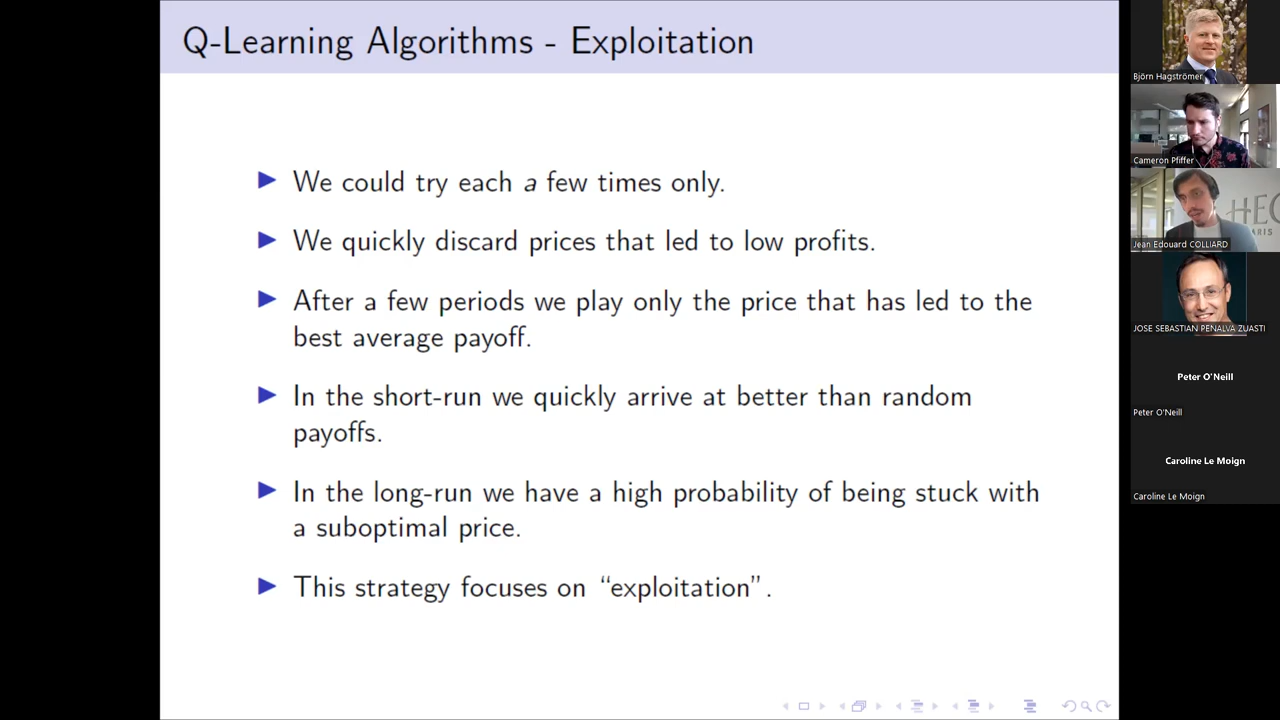 Q-Learning Algorithms - Exploitation
We could try each a few times only.
We quickly discard prices that led to low profits.
After a few periods we play only the price that has led to the
best average payoff.
In the short-run we quickly arrive at better than random
payoffs.
In the long-run we have a high probability of being stuck with
a suboptimal price.
This strategy focuses on “exploitation”.
Björn Hagströmer
Cameron Pfiffer
HEC
ARIS
Jean Edouard COLLIARD
JOSE SEBASTIAN PENALVA ZUASTI
Peter O'Neill
Peter O'Neill
Caroline Le Moign
Caroline Le Moign